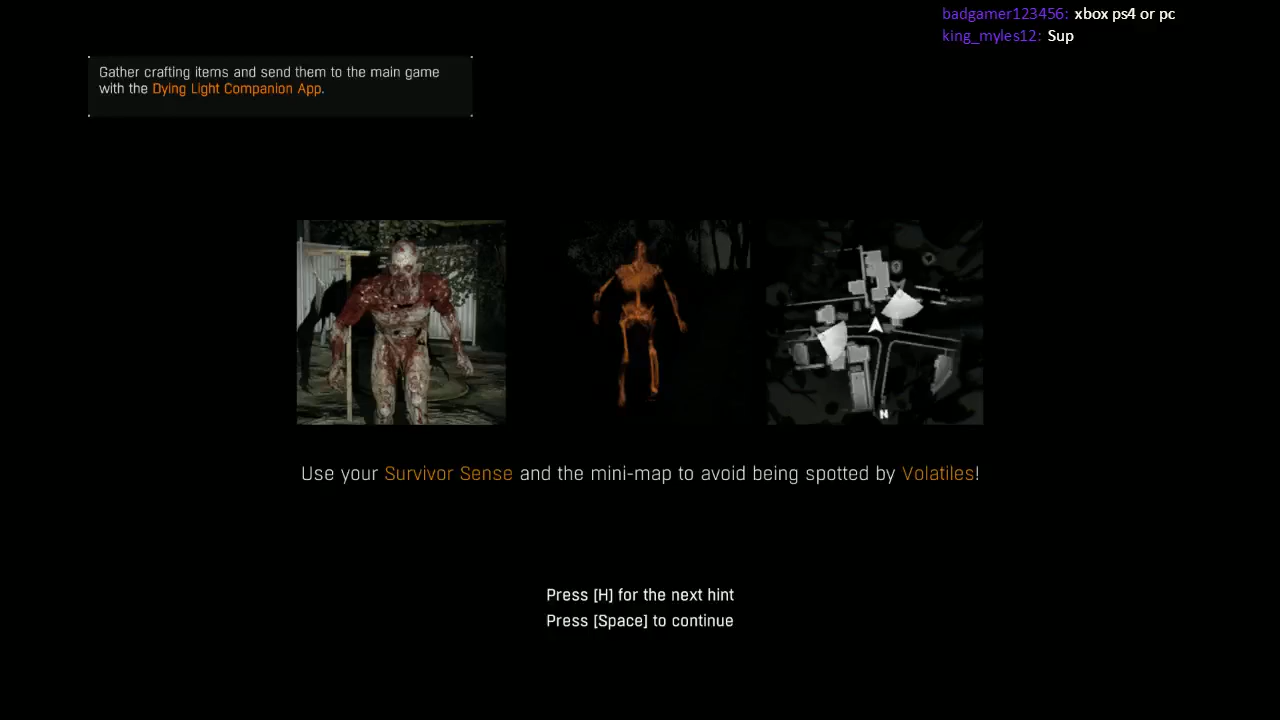 badgamer123456: xbox ps4 or pc
king_myles12: Sup
Gather crafting items and send them to the main game
with the Dying Light Companion App.
N
Use your Survivor Sense and the mini-map to avoid being spotted by Volatiles!
Press [H] for the next hint
Press [Space] to continue